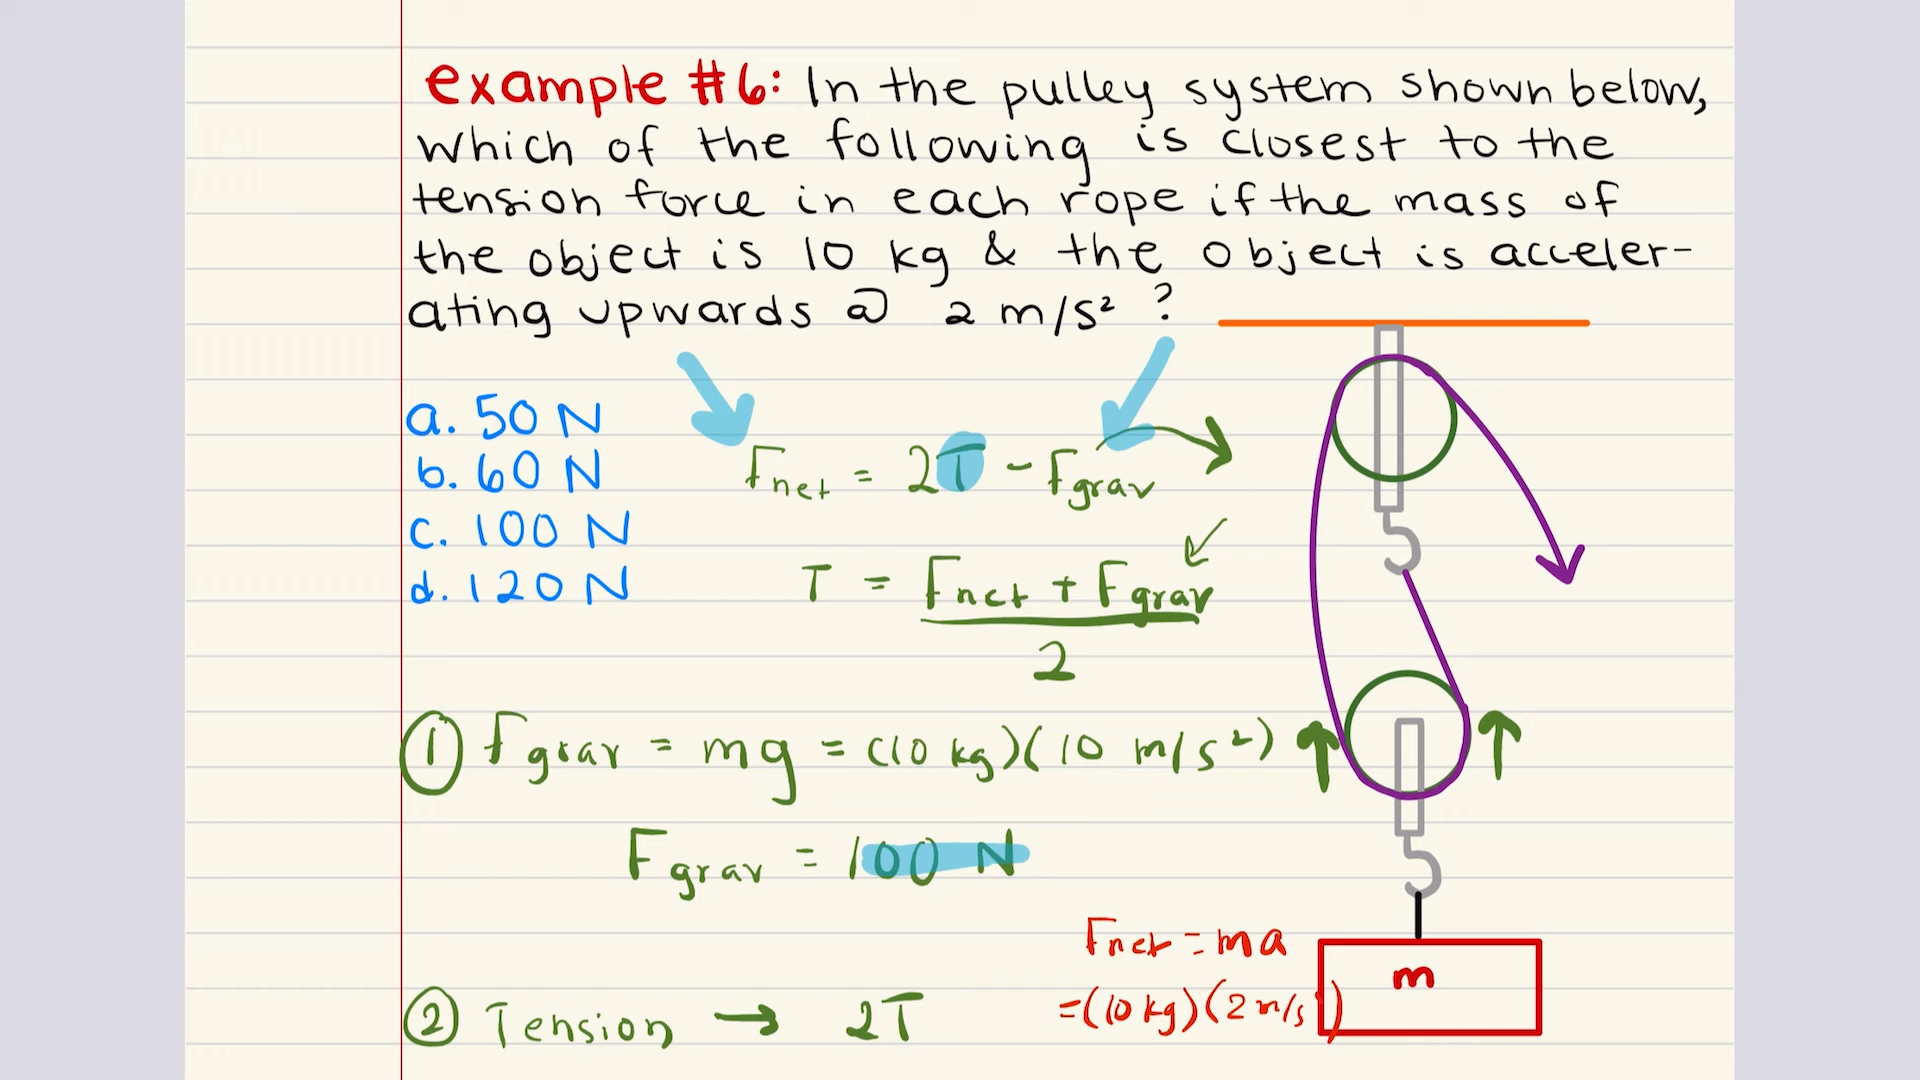 example #6: In the pulley system shown below,
which of the following is closest to the
tension force in each rope if the mass of
the object is 10 kg & the object is acceler-
ating upwards @ 2 m/s² ?
a. 50 N
b. 60 N
c. 100 N
d. 120 N
Fnet = 2T - Fgrav
T = Fnet + Fgrav
2
① Fgrav = mg = (10 kg)(10 m/s²)
Fgrav = 100 N
② Tension → 2T
Fnet = ma
=(10 kg)(2 m/s²)
m